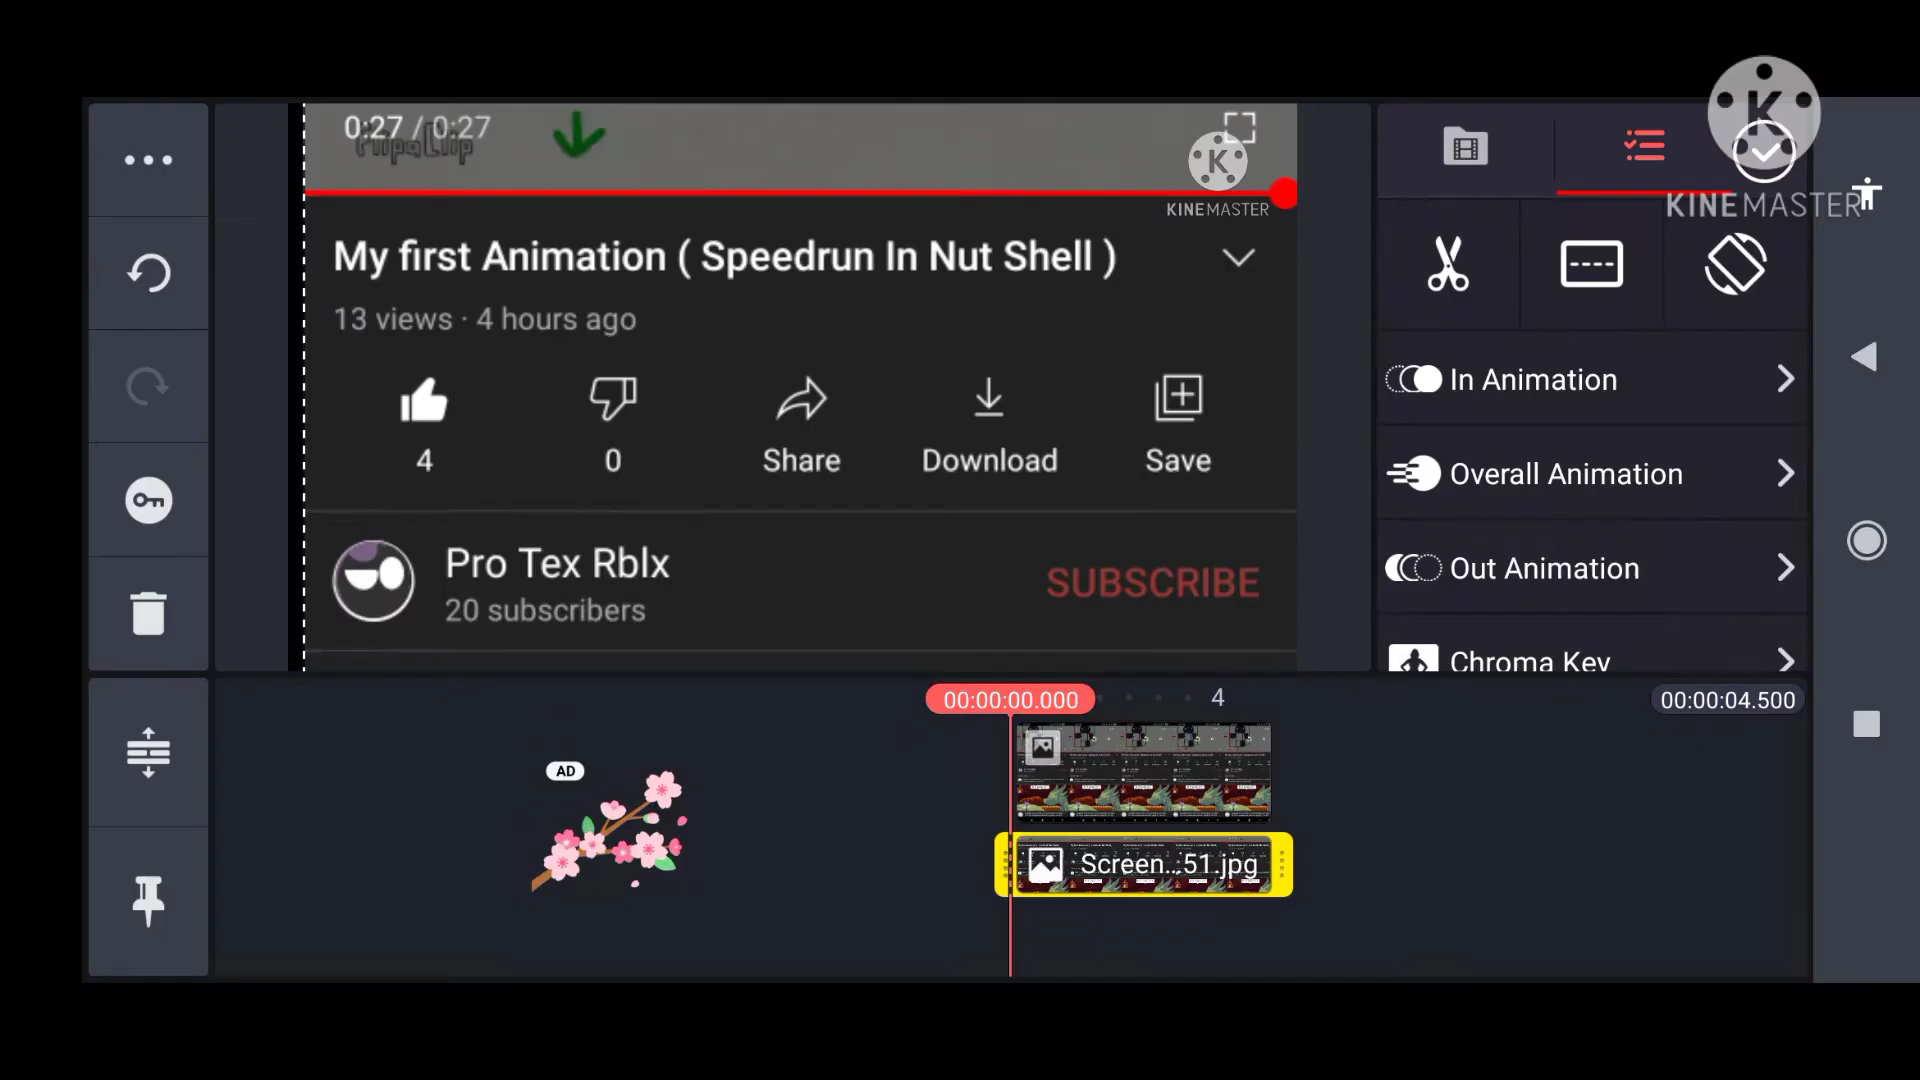 0:27 / 0:27
FlipaClip
KINEMASTER
My first Animation ( Speedrun In Nut Shell )
13 views · 4 hours ago
4
0
Share
Download
Save
Pro Tex Rblx
20 subscribers
SUBSCRIBE
K
KINEMASTER
In Animation
Overall Animation
Out Animation
Chroma Key
00:00:00.000
4
00:00:04.500
AD
Screen...51.jpg